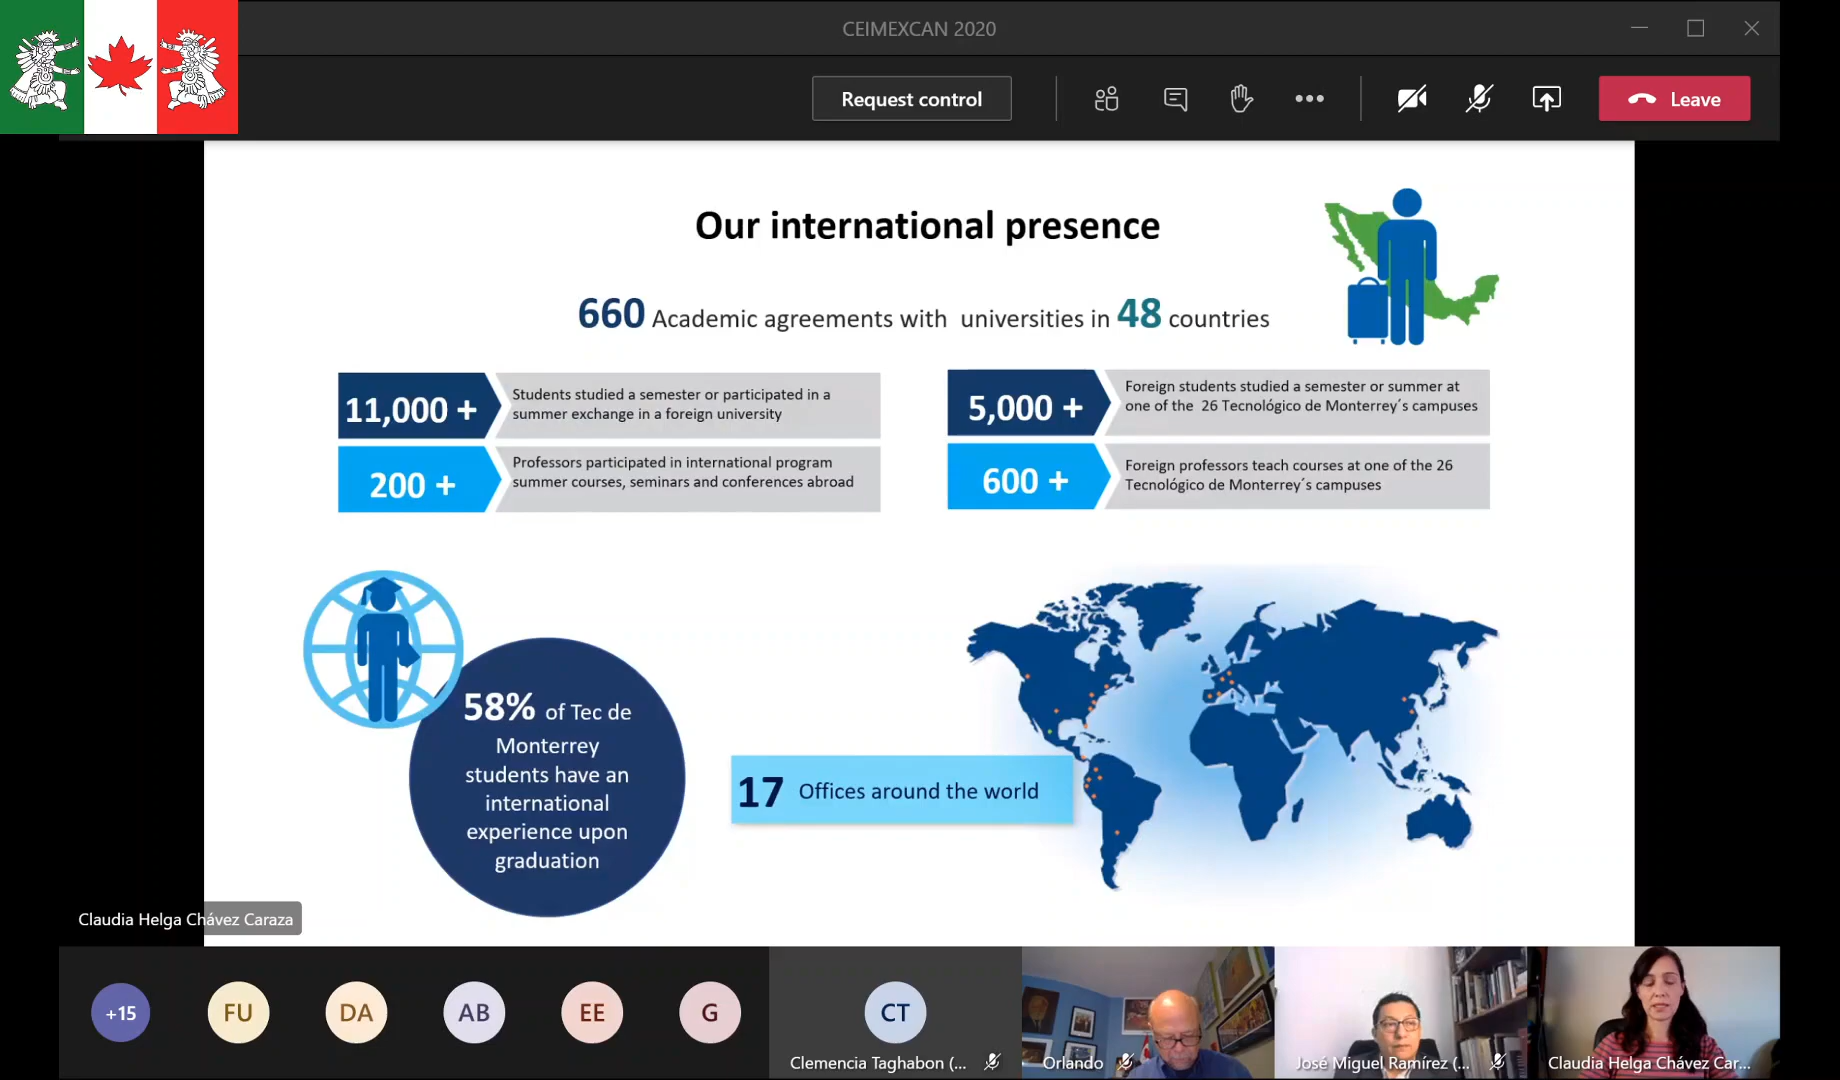 CEIMEXCAN 2020
Request control
Leave
Our international presence
660 Academic agreements with universities in 48 countries
11,000 +
Students studied a semester or participated in a
summer exchange in a foreign university
200 +
Professors participated in international program
summer courses, seminars and conferences abroad
5,000 +
Foreign students studied a semester or summer at
one of the 26 Tecnológico de Monterrey´s campuses
600 +
Foreign professors teach courses at one of the 26
Tecnológico de Monterrey´s campuses
58% of Tec de
Monterrey
students have an
international
experience upon
graduation
17 Offices around the world
Claudia Helga Chávez Caraza
+15
FU
DA
AB
EE
G
CT
Clemencia Taghabon (...
Orlando
José Miguel Ramírez (...
Claudia Helga Chávez Car...